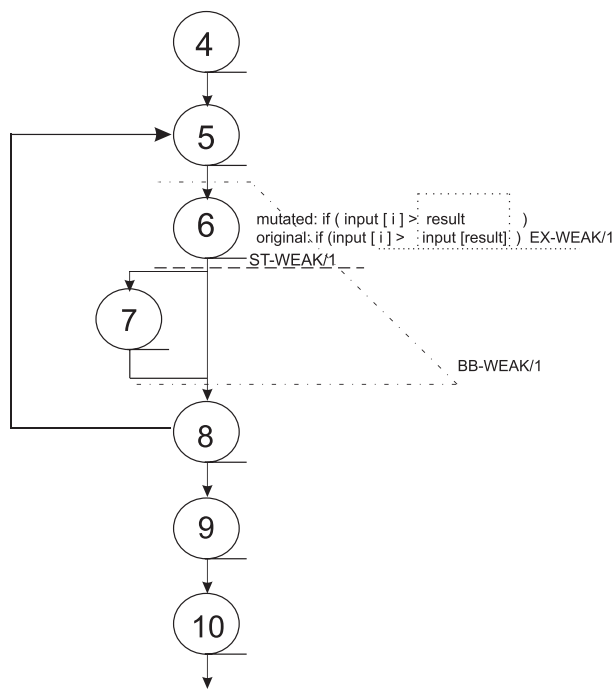 4
5
6
mutated: if ( input [ i ] > result )
original: if (input [ i ] > input [result] ) EX-WEAK/1
ST-WEAK/1
7
BB-WEAK/1
8
9
10